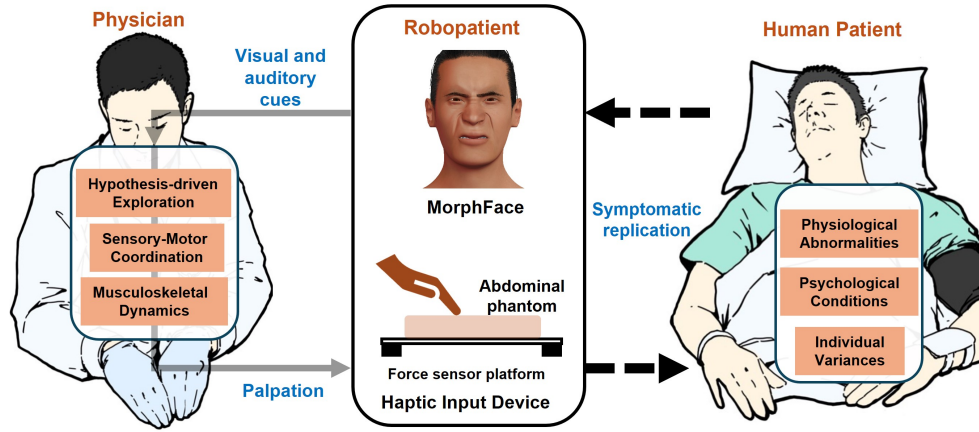 Physician
Visual and
auditory
cues
Hypothesis-driven
Exploration
Sensory-Motor
Coordination
Musculoskeletal
Dynamics
Palpation
Robopatient
MorphFace
Abdominal
phantom
Force sensor platform
Haptic Input Device
Symptomatic
replication
Human Patient
Physiological
Abnormalities
Psychological
Conditions
Individual
Variances